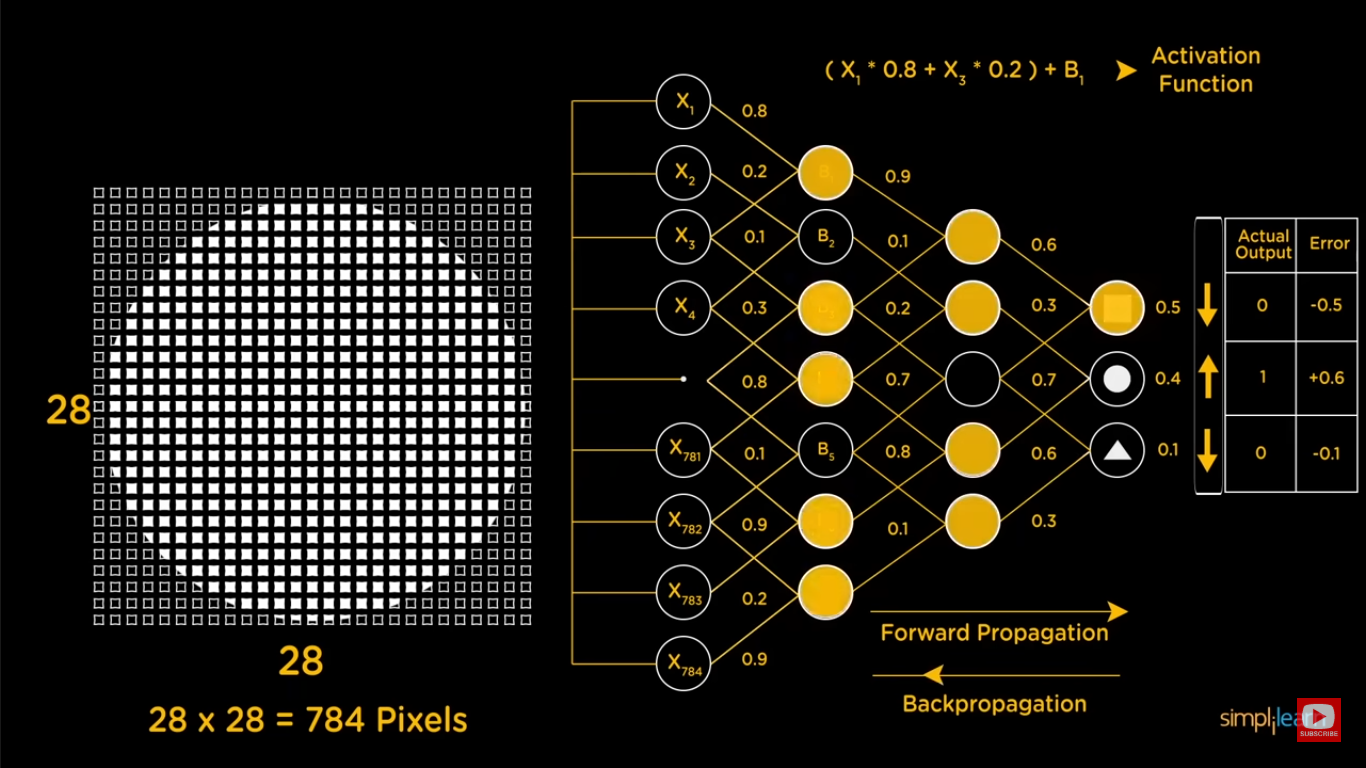 ( X1 * 0.8 + X3 * 0.2 ) + B1
Activation
Function
X1
0.8
X2
0.2
B1
0.9
X3
0.1
B2
0.1
0.6
X4
0.3
0.2
0.3
0.5
0.8
0.7
0.7
0.4
X781
0.1
B5
0.8
0.6
0.1
X782
0.9
0.1
0.3
X783
0.2
X784
0.9
Actual
Output
Error
0
-0.5
1
+0.6
0
-0.1
28
28
28 x 28 = 784 Pixels
Forward Propagation
Backpropagation
SUBSCRIBE